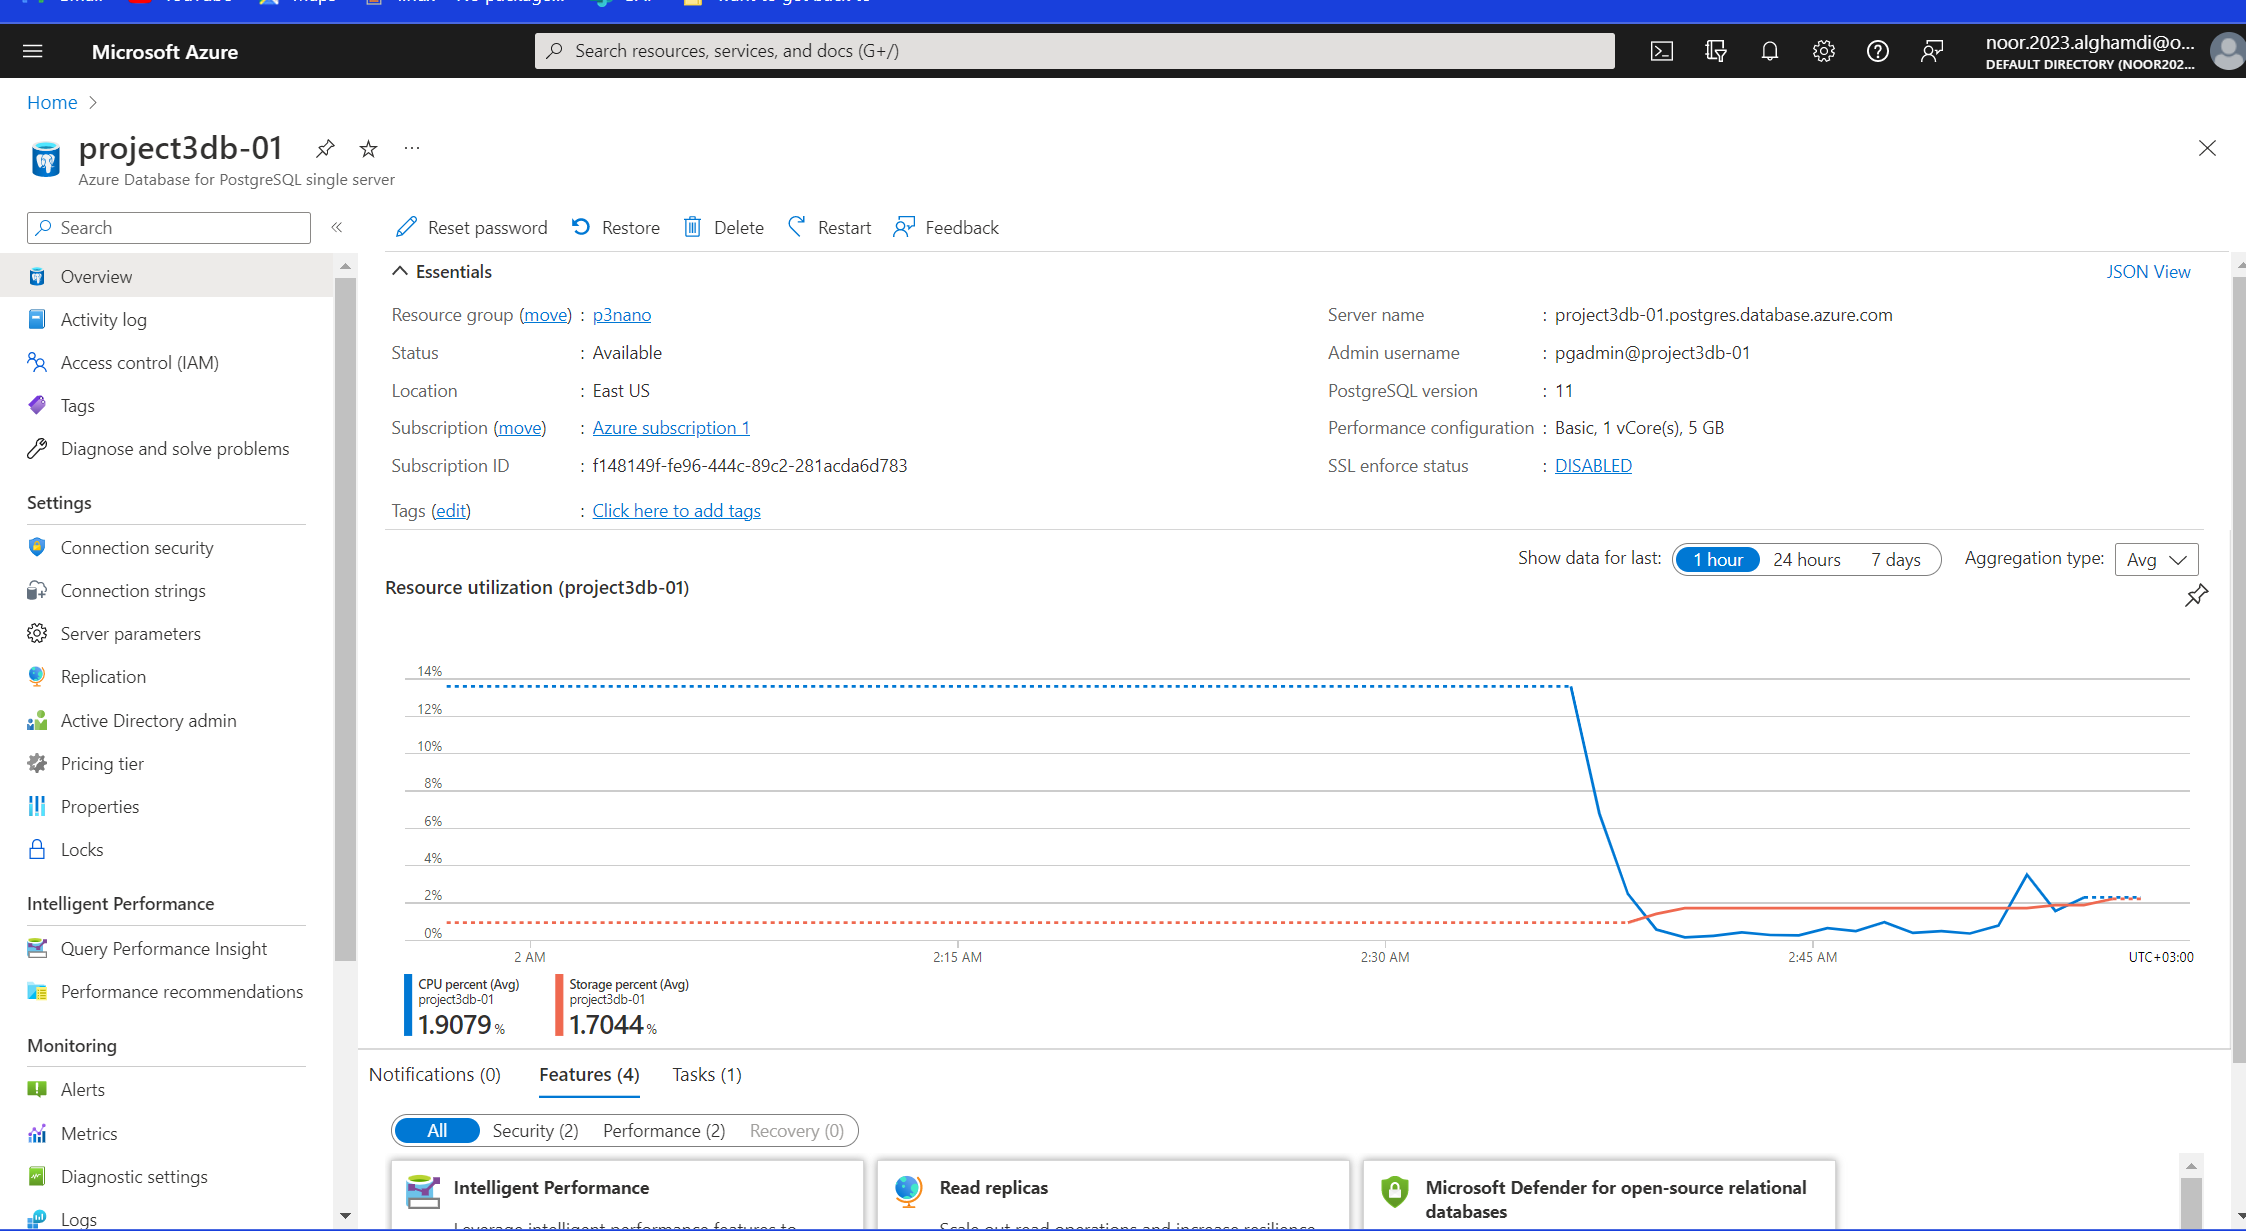 Microsoft Azure
Search resources, services, and docs (G+/)
noor.2023.alghamdi@o...
DEFAULT DIRECTORY (NOOR202...
Home
project3db-01
Azure Database for PostgreSQL single server
Search
Reset password
Restore
Delete
Restart
Feedback
Overview
Activity log
Access control (IAM)
Tags
Diagnose and solve problems
Settings
Connection security
Connection strings
Server parameters
Replication
Active Directory admin
Pricing tier
Properties
Locks
Intelligent Performance
Query Performance Insight
Performance recommendations
Monitoring
Alerts
Metrics
Diagnostic settings
Logs
Essentials
JSON View
Resource group (move) : p3nano
Status : Available
Location : East US
Subscription (move) : Azure subscription 1
Subscription ID : f148149f-fe96-444c-89c2-281acda6d783
Tags (edit) : Click here to add tags
Server name : project3db-01.postgres.database.azure.com
Admin username : pgadmin@project3db-01
PostgreSQL version : 11
Performance configuration : Basic, 1 vCore(s), 5 GB
SSL enforce status : DISABLED
Show data for last: 1 hour 24 hours 7 days Aggregation type: Avg
Resource utilization (project3db-01)
14%
12%
10%
8%
6%
4%
2%
0%
2 AM 2:15 AM 2:30 AM 2:45 AM UTC+03:00
CPU percent (Avg)
project3db-01
1.9079 %
Storage percent (Avg)
project3db-01
1.7044 %
Notifications (0) Features (4) Tasks (1)
All Security (2) Performance (2) Recovery (0)
Intelligent Performance
Leverage intelligent performance features to
Read replicas
Scale out read operations and increase resilience
Microsoft Defender for open-source relational
databases